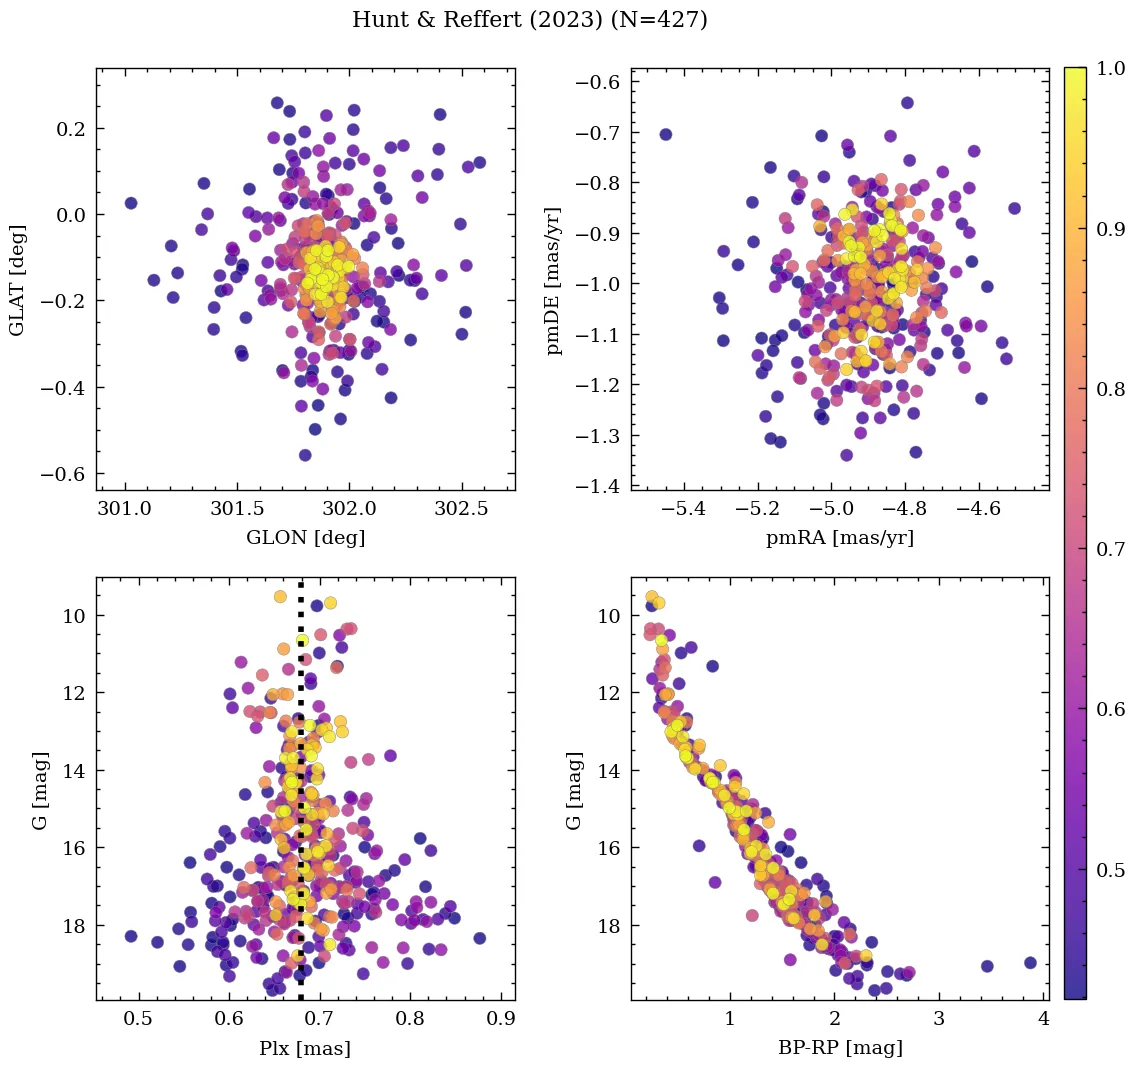 Hunt & Reffert (2023) (N=427)
0.2
0.0
−0.2
−0.4
−0.6
GLAT [deg]
301.0 301.5 302.0 302.5
GLON [deg]
−0.6
−0.7
−0.8
−0.9
−1.0
−1.1
−1.2
−1.3
−1.4
pmDE [mas/yr]
−5.4 −5.2 −5.0 −4.8 −4.6
pmRA [mas/yr]
10
12
14
16
18
G [mag]
0.5 0.6 0.7 0.8 0.9
Plx [mas]
10
12
14
16
18
G [mag]
1 2 3 4
BP-RP [mag]
1.0
0.9
0.8
0.7
0.6
0.5